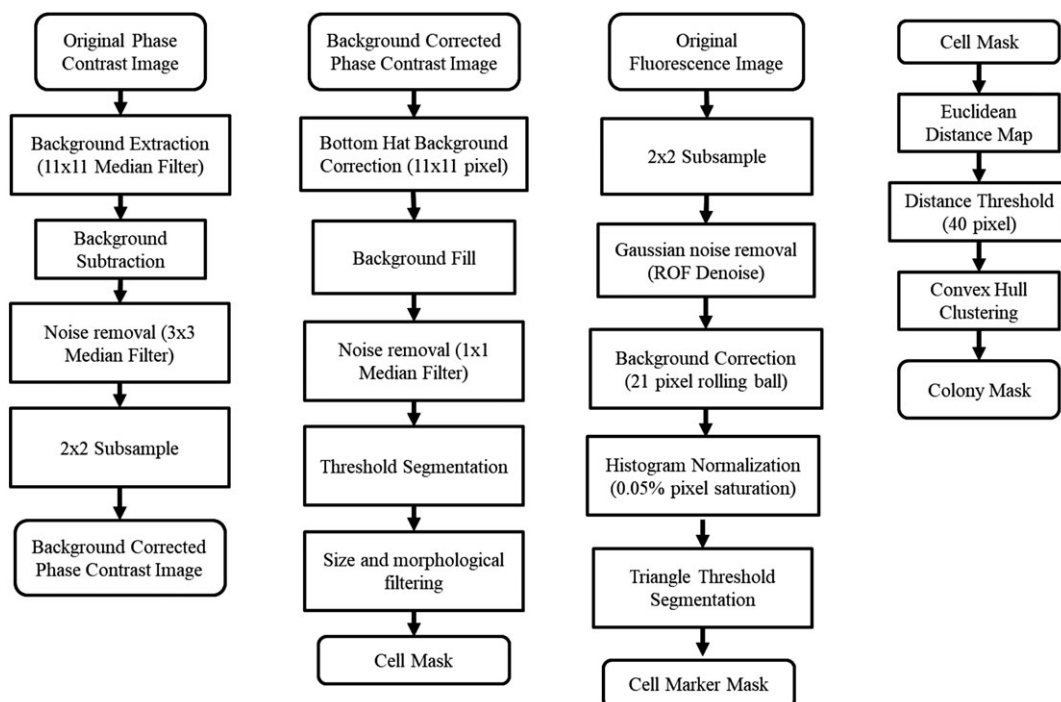 Original Phase
Contrast Image
Background Extraction
(11x11 Median Filter)
Background
Subtraction
Noise removal (3x3
Median Filter)
2x2 Subsample
Background Corrected
Phase Contrast Image
Background Corrected
Phase Contrast Image
Bottom Hat Background
Correction (11x11 pixel)
Background Fill
Noise removal (1x1
Median Filter)
Threshold Segmentation
Size and morphological
filtering
Cell Mask
Original
Fluorescence Image
2x2 Subsample
Gaussian noise removal
(ROF Denoise)
Background Correction
(21 pixel rolling ball)
Histogram Normalization
(0.05% pixel saturation)
Triangle Threshold
Segmentation
Cell Marker Mask
Cell Mask
Euclidean
Distance Map
Distance Threshold
(40 pixel)
Convex Hull
Clustering
Colony Mask